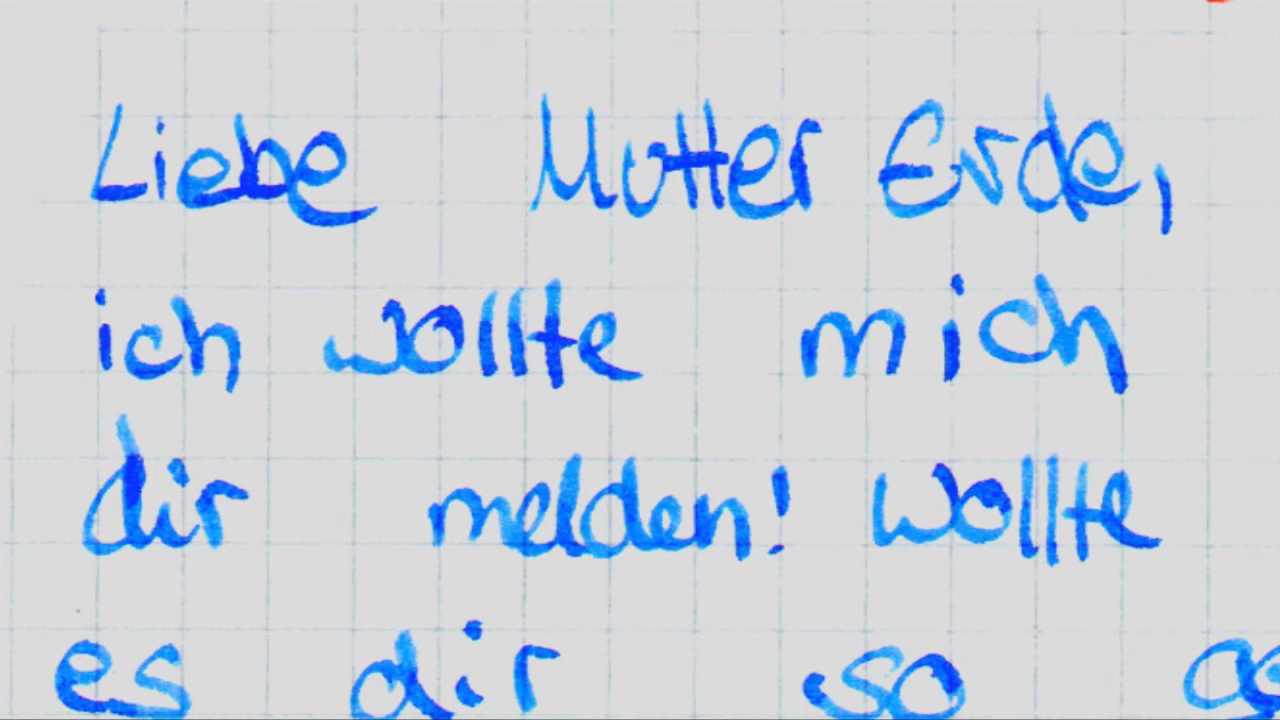 Liebe Mutter Erde,
ich wollte mich
dir melden! Wollte
es dir so